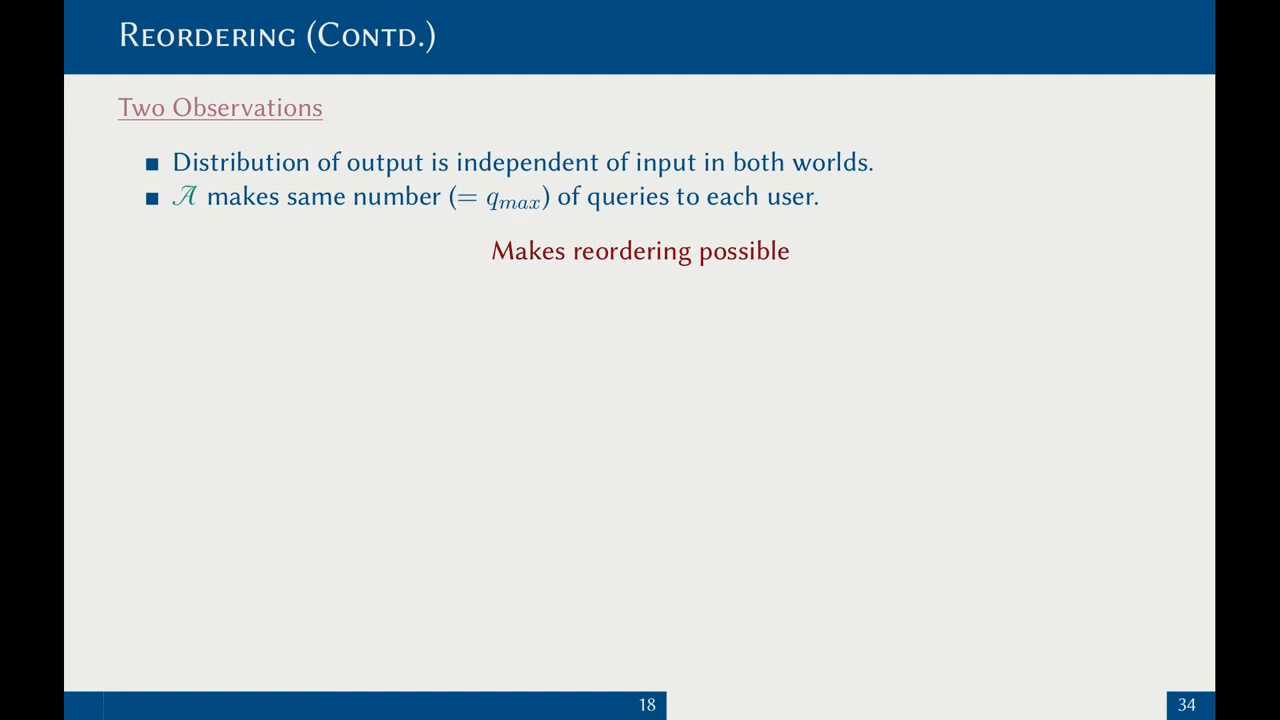 Reordering (Contd.)
Two Observations
■ Distribution of output is independent of input in both worlds.
■ 𝒜 makes same number (= q_max) of queries to each user.
Makes reordering possible
18
34